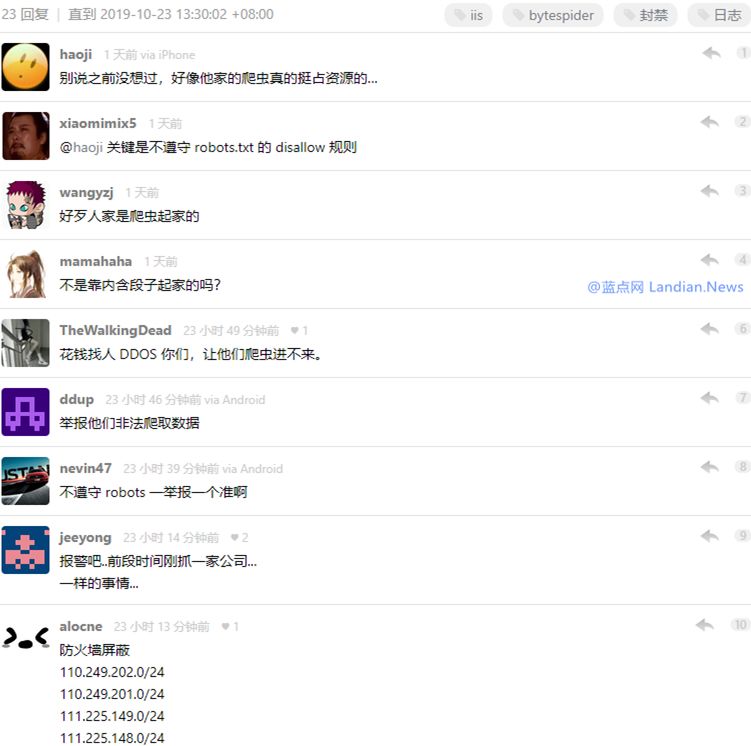 23 回复 | 直到 2019-10-23 13:30:02 +08:00 iis bytespider 封禁 日志
haoji 1 天前 via iPhone 1
别说之前没想过，好像他家的爬虫真的挺占资源的...
xiaomimix5 1 天前 2
@haoji 关键是不遵守 robots.txt 的 disallow 规则
wangyzj 1 天前 3
好歹人家是爬虫起家的
mamahaha 1 天前 4
不是靠内含段子起家的吗？
@蓝点网 Landian.News
TheWalkingDead 23 小时 49 分钟前 ♥ 1 6
花钱找人 DDOS 你们，让他们爬虫进不来。
ddup 23 小时 46 分钟前 via Android 7
举报他们非法爬取数据
nevin47 23 小时 39 分钟前 via Android 8
不遵守 robots 一举报一个准啊
jeeyong 23 小时 14 分钟前 ♥ 2 9
报警吧..前段时间刚抓一家公司...
一样的事情...
alocne 23 小时 13 分钟前 ♥ 1 10
防火墙屏蔽
110.249.202.0/24
110.249.201.0/24
111.225.149.0/24
111.225.148.0/24